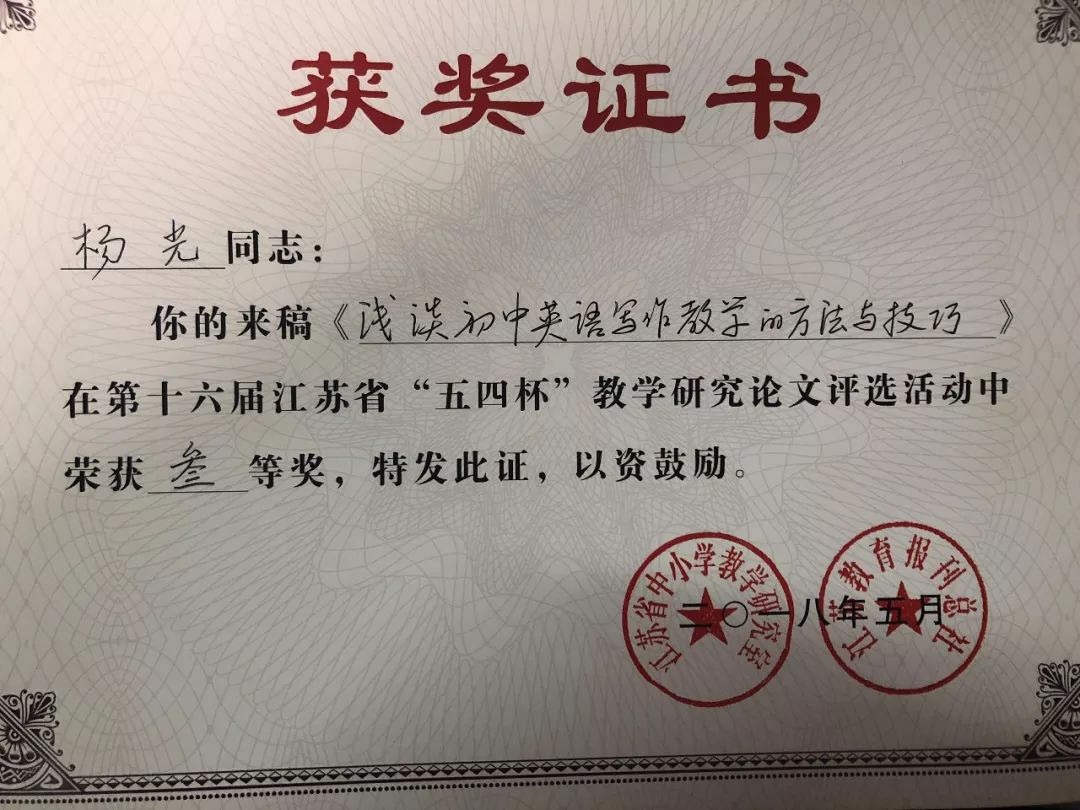 获奖证书
杨光同志：
你的来稿《浅谈初中英语写作教学的方法与技巧》
在第十六届江苏省“五四杯”教学研究论文评选活动中
荣获叁等奖，特发此证，以资鼓励。
江苏省中小学教学研究室
江苏教育报刊总社
二〇一八年五月